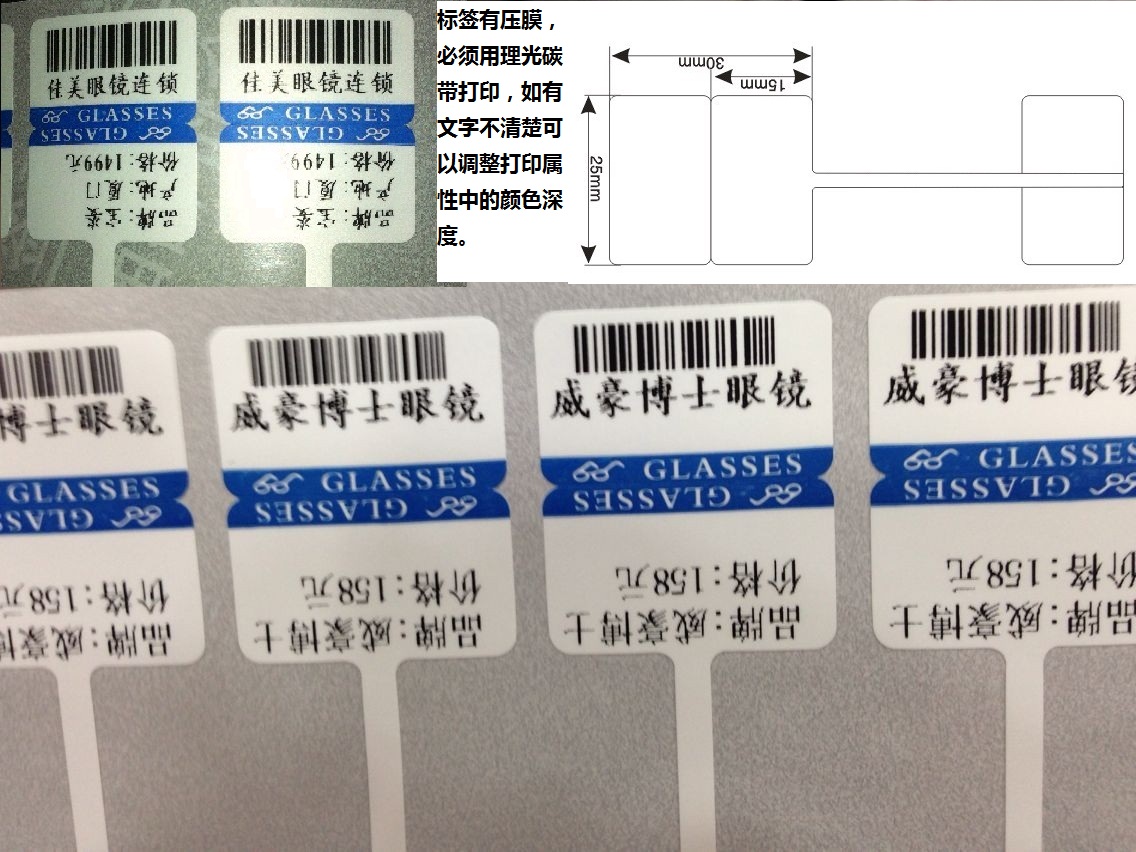 佳美眼镜连锁
GLASSES
GLASSES
价格:1499元
产地:厦门
品牌:宝姿
佳美眼镜连锁
GLASSES
GLASSES
价格:1499
产地:厦门
品牌:宝姿
标签有压膜，
必须用理光碳
带打印，如有
文字不清楚可
以调整打印属
性中的颜色深
度。
30mm
15mm
25mm
博士眼镜
GLASSES
GLASSES
价格:158元
品牌:威豪博士
威豪博士眼镜
GLASSES
GLASSES
价格:158元
品牌:威豪博士
威豪博士眼镜
GLASSES
GLASSES
价格:158元
品牌:威豪博士
威豪博士眼镜
GLASSES
GLASSES
价格:158元
品牌:威豪博士